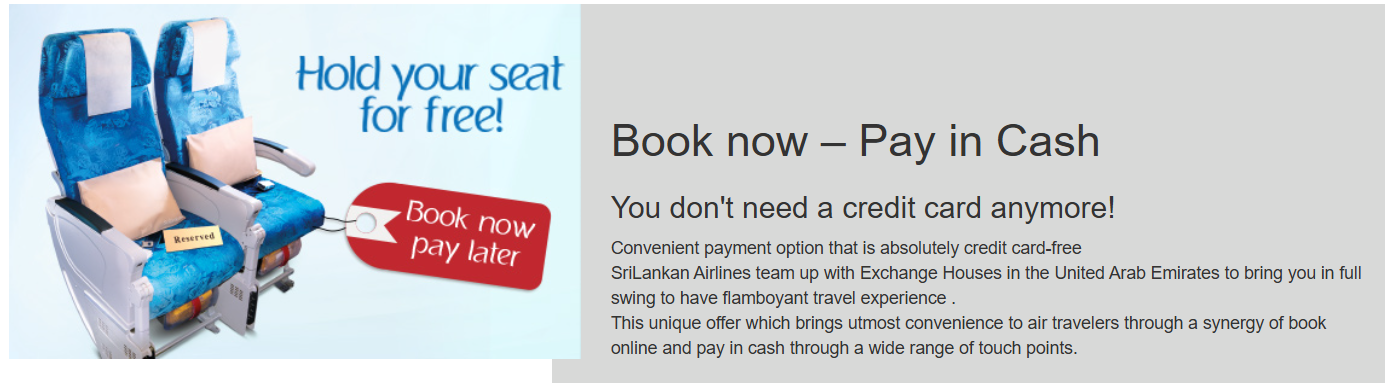 Hold your seat
for free!
Book now
pay later
Reserved
Book now – Pay in Cash
You don't need a credit card anymore!
Convenient payment option that is absolutely credit card-free
SriLankan Airlines team up with Exchange Houses in the United Arab Emirates to bring you in full
swing to have flamboyant travel experience .
This unique offer which brings utmost convenience to air travelers through a synergy of book
online and pay in cash through a wide range of touch points.